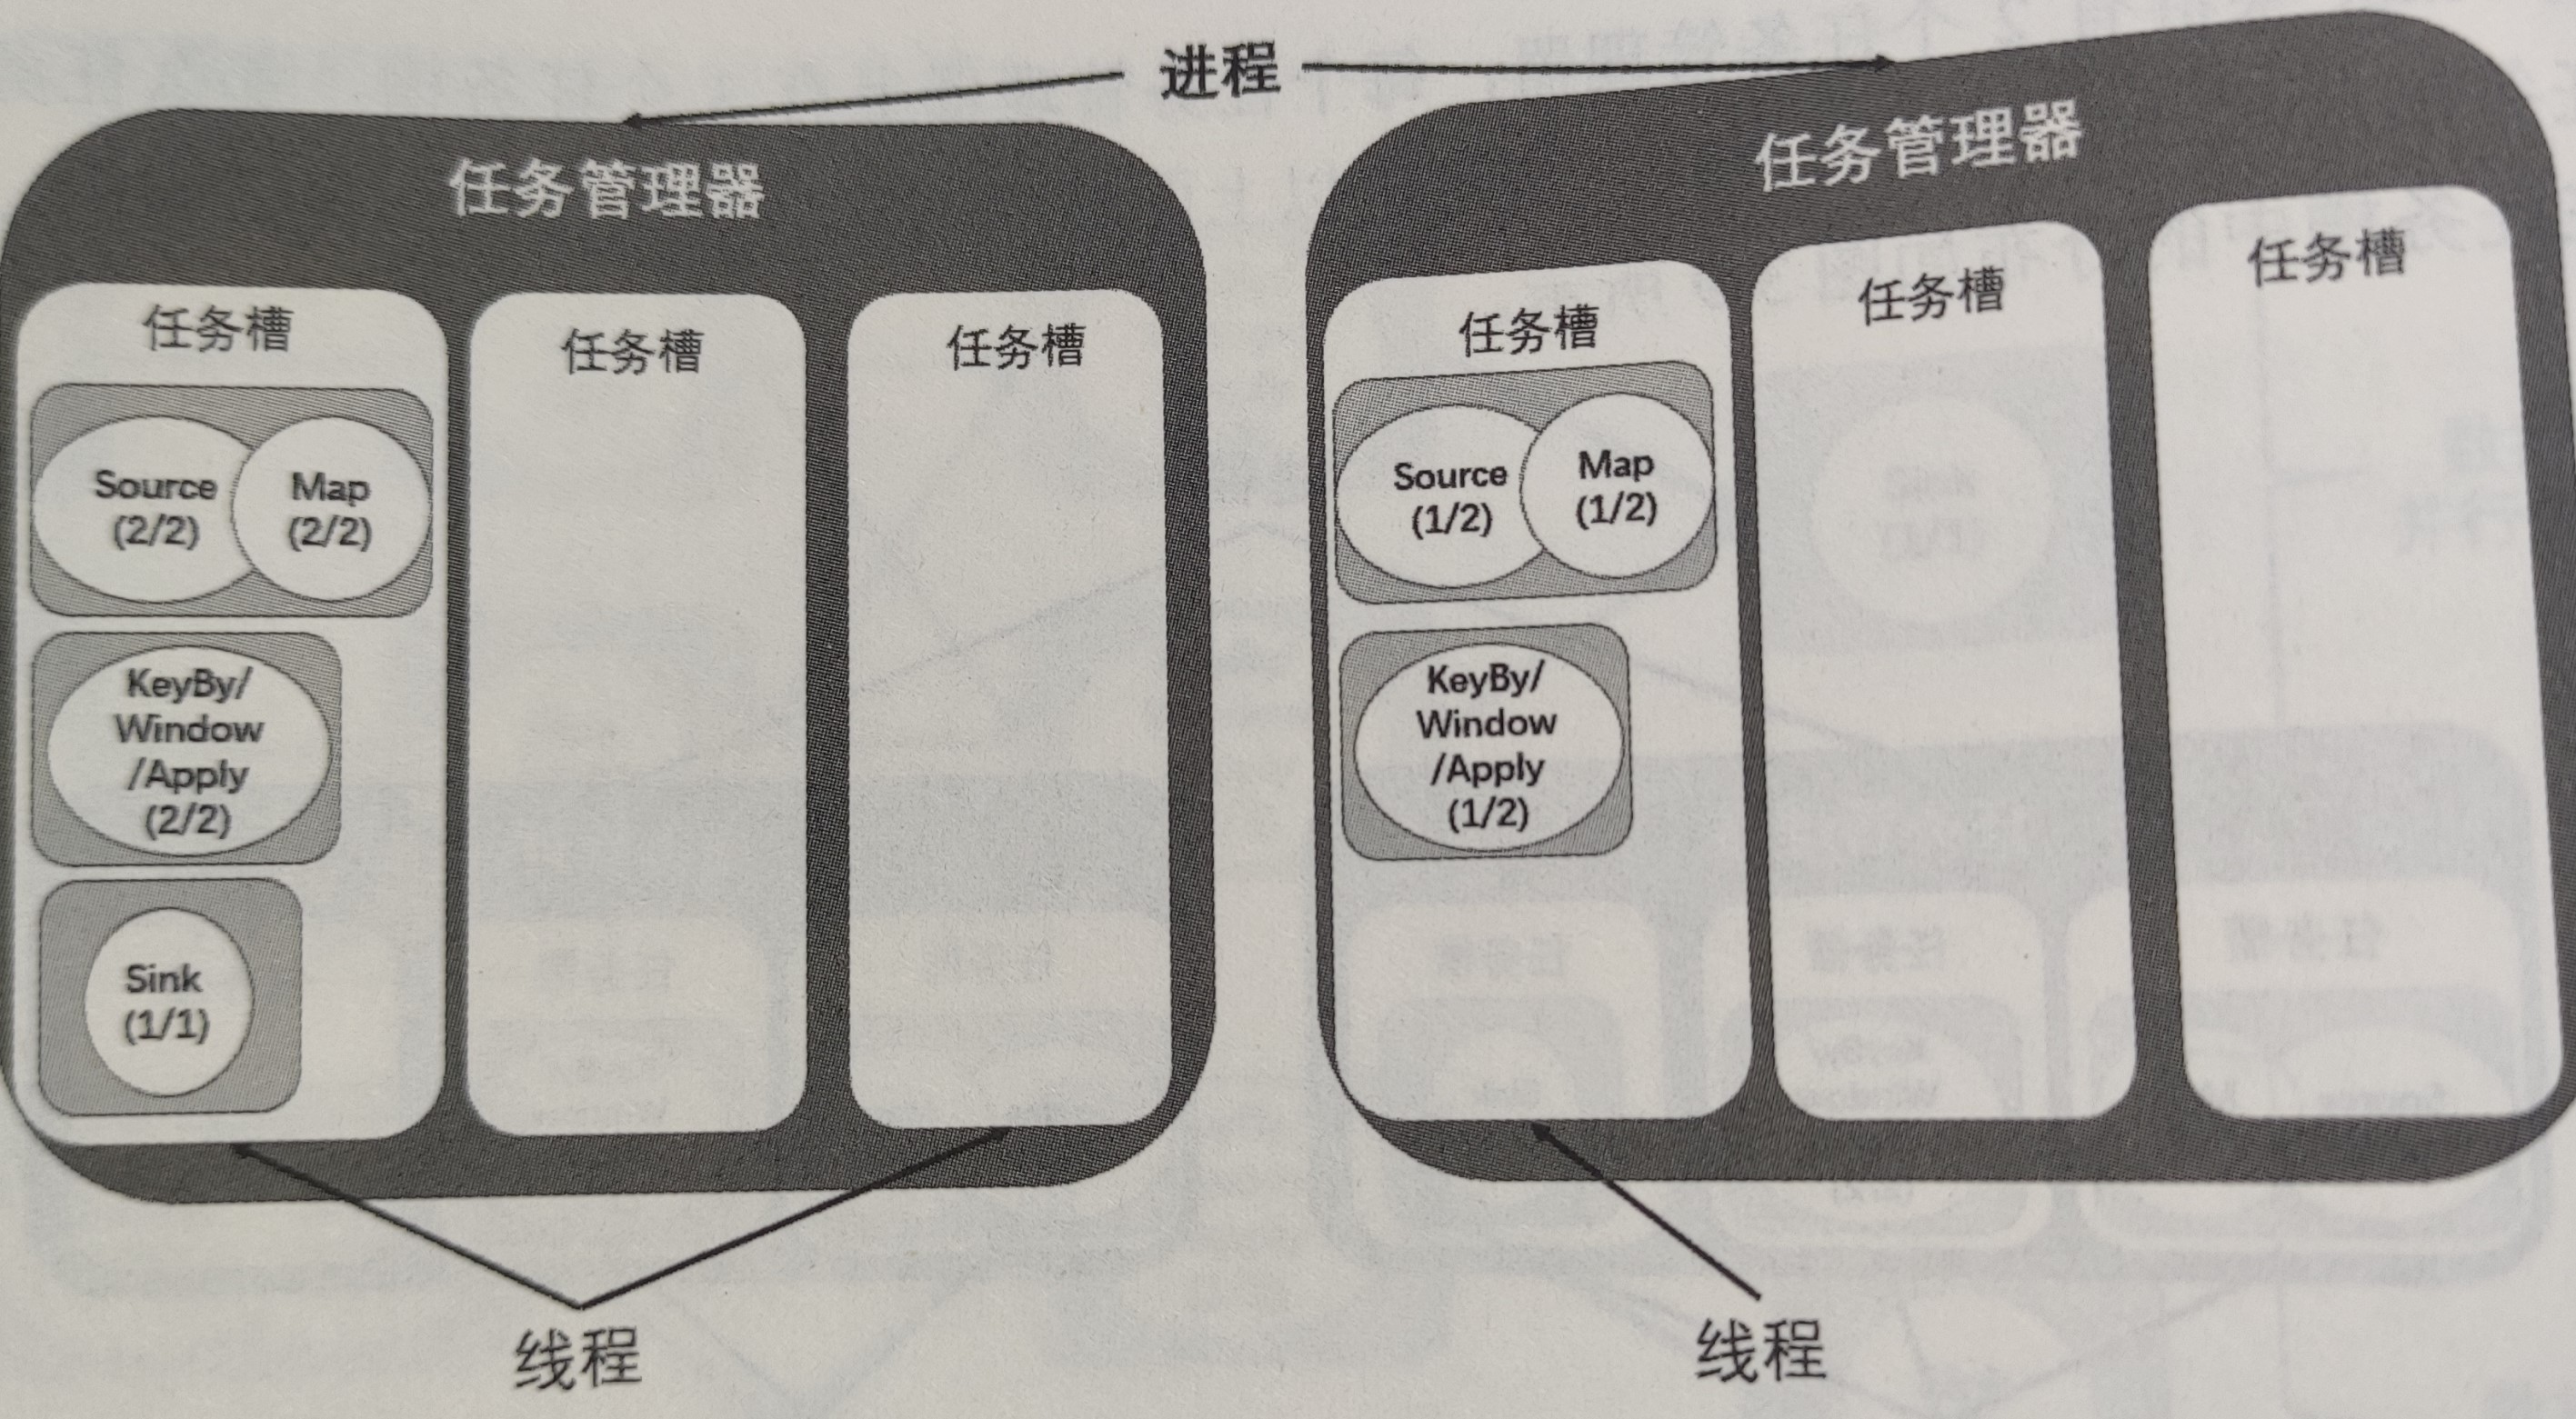 进程
任务管理器
任务槽
任务槽
任务槽
Source
(2/2)
Map
(2/2)
KeyBy/
Window
/Apply
(2/2)
Sink
(1/1)
线程
任务管理器
任务槽
任务槽
任务槽
Source
(1/2)
Map
(1/2)
KeyBy/
Window
/Apply
(1/2)
线程